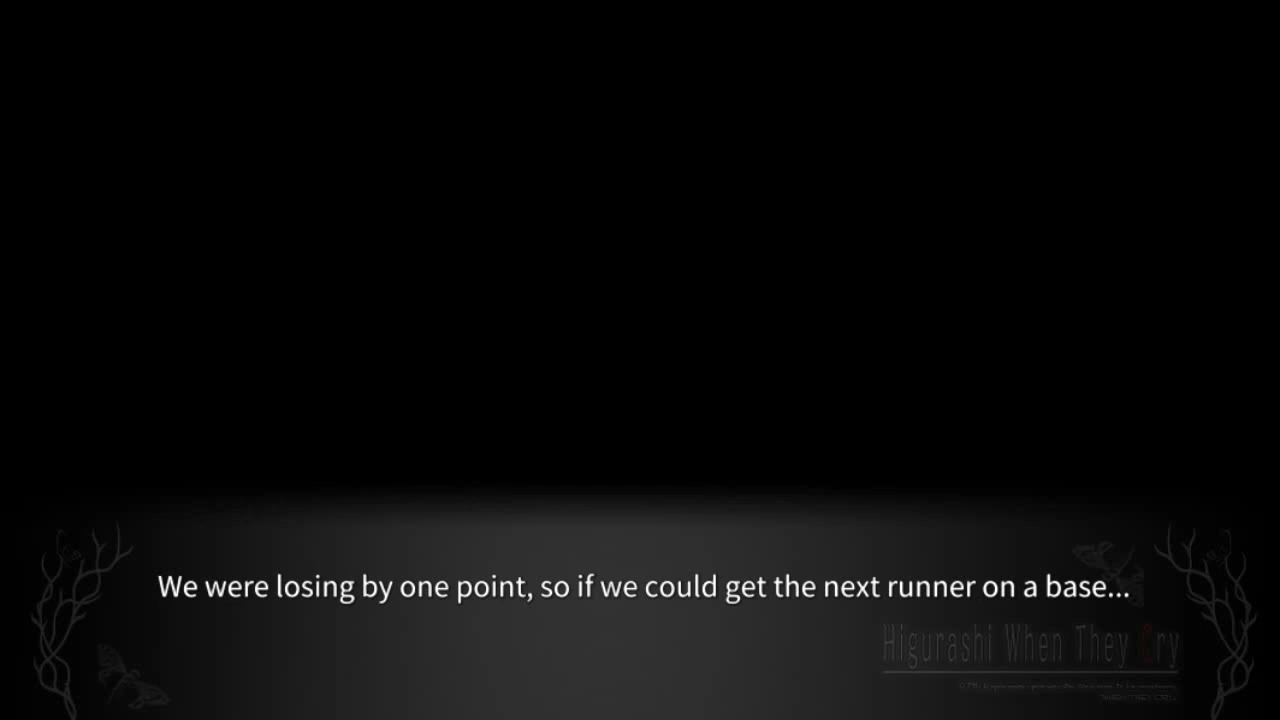 We were losing by one point, so if we could get the next runner on a base...
Higurashi When They Cry